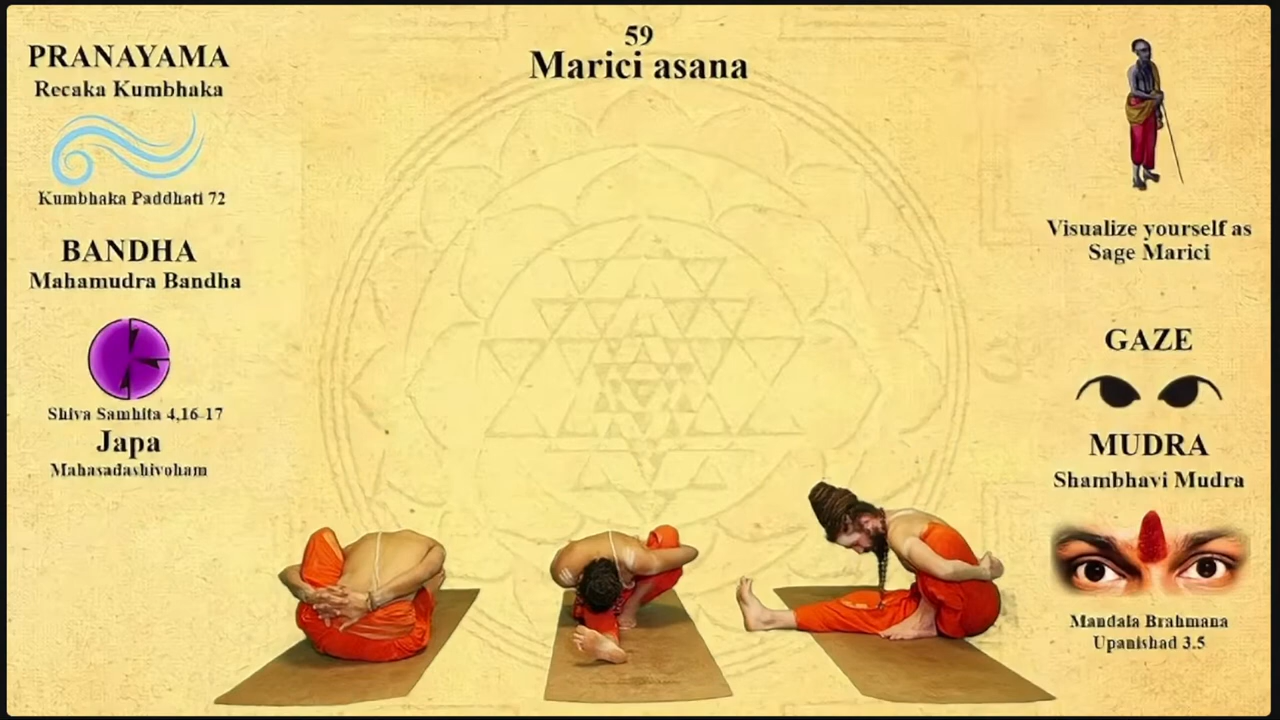 59
Marici asana
PRANAYAMA
Recaka Kumbhaka
Kumbhaka Paddhati 72
BANDHA
Mahamudra Bandha
Shiva Samhita 4,16-17
Japa
Mahasadashivoham
Visualize yourself as
Sage Marici
GAZE
MUDRA
Shambhavi Mudra
Mandala Brahmana
Upanishad 3.5